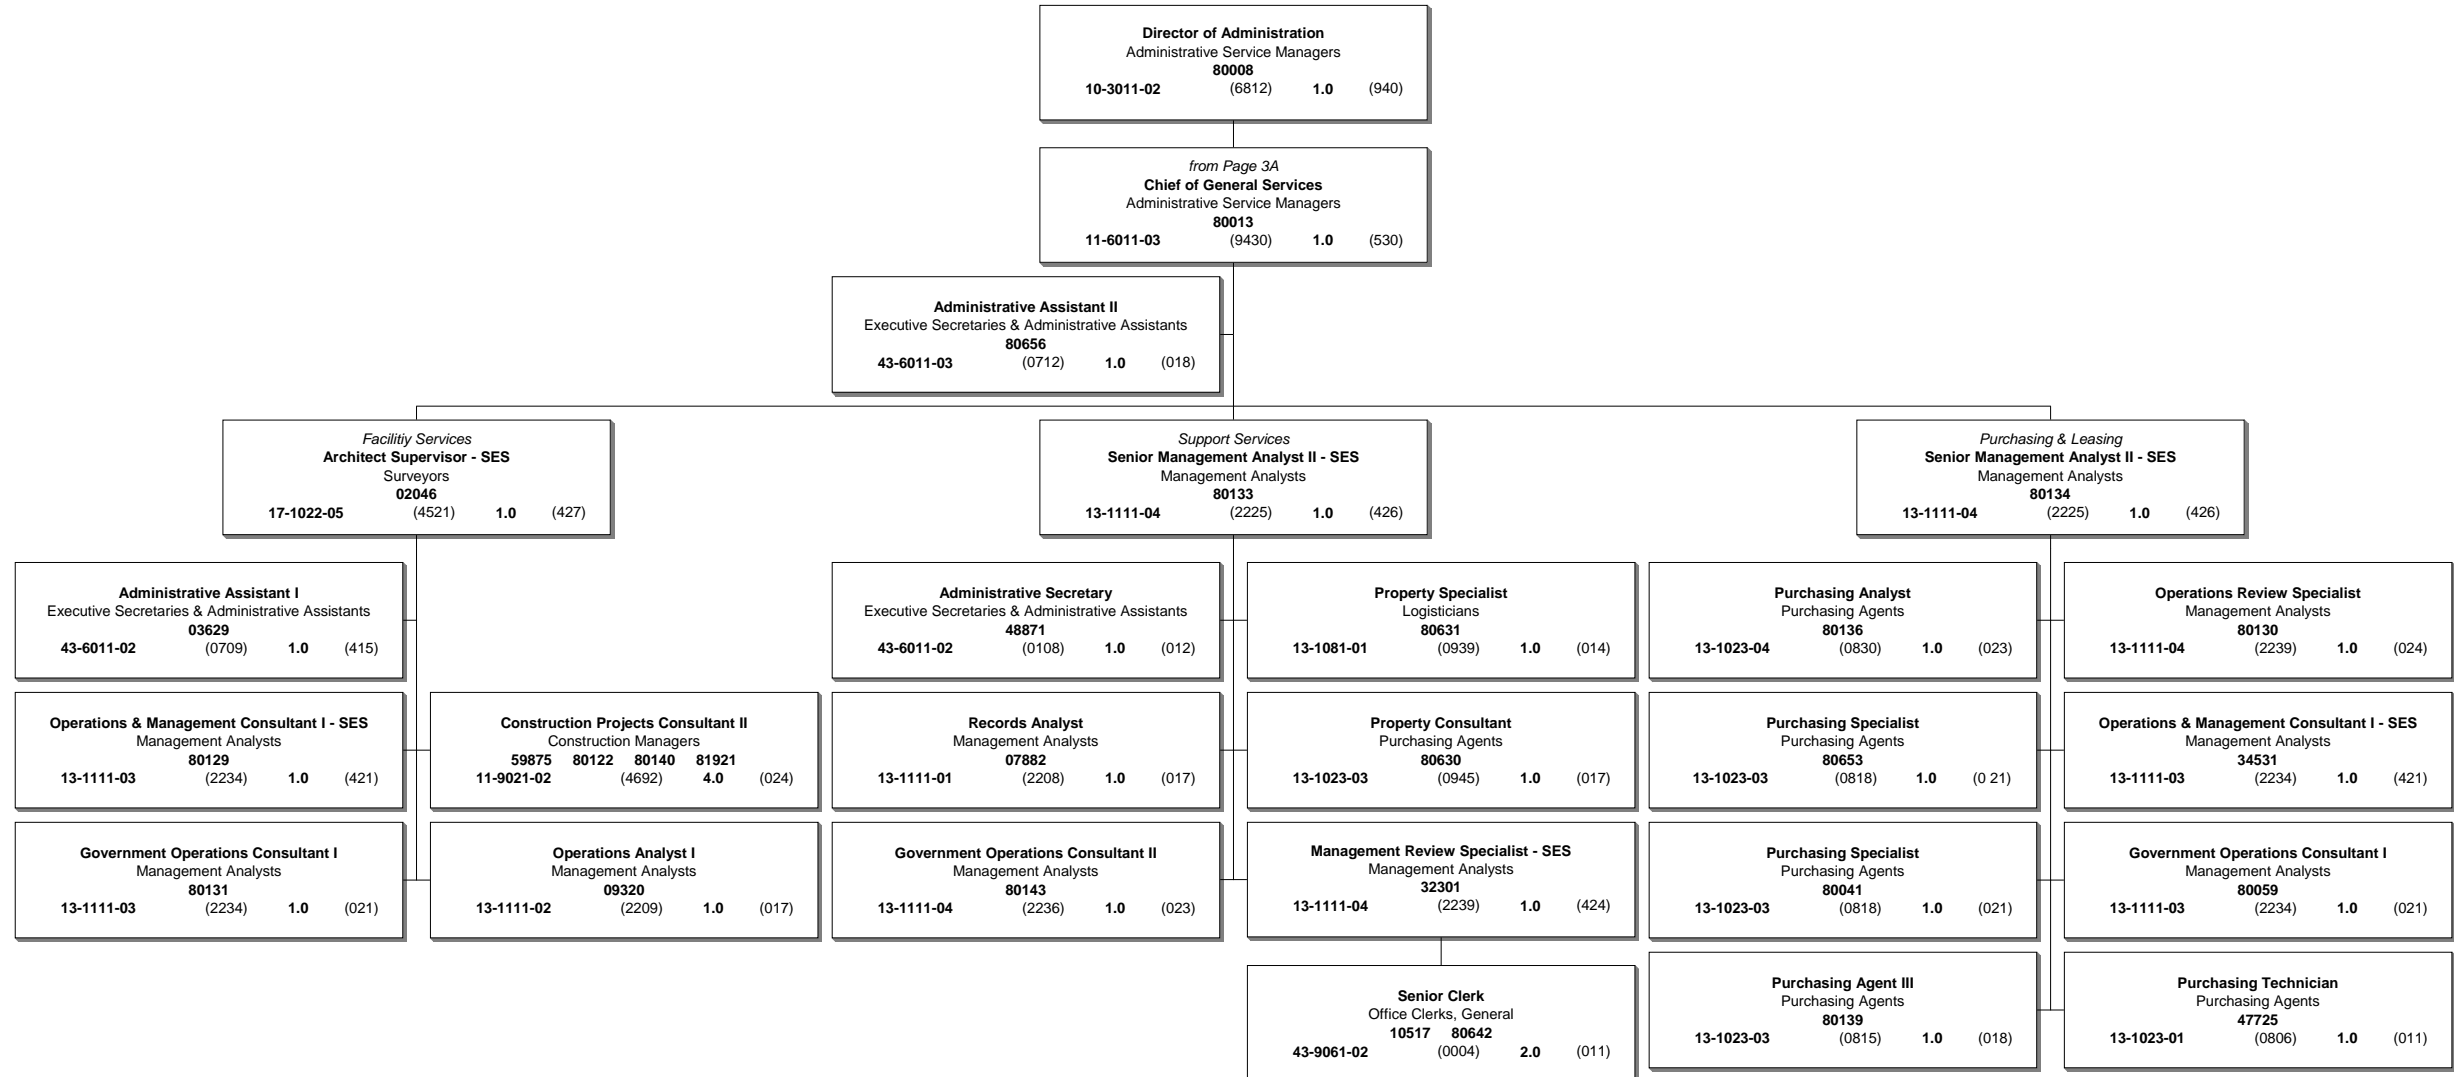 Director of Administration
Administrative Service Managers
80008
10-3011-02 (6812) 1.0 (940)
from Page 3A
Chief of General Services
Administrative Service Managers
80013
11-6011-03 (9430) 1.0 (530)
Administrative Assistant II
Executive Secretaries & Administrative Assistants
80656
43-6011-03 (0712) 1.0 (018)
Facilitiy Services
Architect Supervisor - SES
Surveyors
02046
17-1022-05 (4521) 1.0 (427)
Support Services
Senior Management Analyst II - SES
Management Analysts
80133
13-1111-04 (2225) 1.0 (426)
Purchasing & Leasing
Senior Management Analyst II - SES
Management Analysts
80134
13-1111-04 (2225) 1.0 (426)
Administrative Assistant I
Executive Secretaries & Administrative Assistants
03629
43-6011-02 (0709) 1.0 (415)
Operations & Management Consultant I - SES
Management Analysts
80129
13-1111-03 (2234) 1.0 (421)
Construction Projects Consultant II
Construction Managers
59875 80122 80140 81921
11-9021-02 (4692) 4.0 (024)
Government Operations Consultant I
Management Analysts
80131
13-1111-03 (2234) 1.0 (021)
Operations Analyst I
Management Analysts
09320
13-1111-02 (2209) 1.0 (017)
Administrative Secretary
Executive Secretaries & Administrative Assistants
48871
43-6011-02 (0108) 1.0 (012)
Property Specialist
Logisticians
80631
13-1081-01 (0939) 1.0 (014)
Records Analyst
Management Analysts
07882
13-1111-01 (2208) 1.0 (017)
Property Consultant
Purchasing Agents
80630
13-1023-03 (0945) 1.0 (017)
Government Operations Consultant II
Management Analysts
80143
13-1111-04 (2236) 1.0 (023)
Management Review Specialist - SES
Management Analysts
32301
13-1111-04 (2239) 1.0 (424)
Senior Clerk
Office Clerks, General
10517 80642
43-9061-02 (0004) 2.0 (011)
Purchasing Analyst
Purchasing Agents
80136
13-1023-04 (0830) 1.0 (023)
Operations Review Specialist
Management Analysts
80130
13-1111-04 (2239) 1.0 (024)
Purchasing Specialist
Purchasing Agents
80653
13-1023-03 (0818) 1.0 (0 21)
Operations & Management Consultant I - SES
Management Analysts
34531
13-1111-03 (2234) 1.0 (421)
Purchasing Specialist
Purchasing Agents
80041
13-1023-03 (0818) 1.0 (021)
Government Operations Consultant I
Management Analysts
80059
13-1111-03 (2234) 1.0 (021)
Purchasing Agent III
Purchasing Agents
80139
13-1023-03 (0815) 1.0 (018)
Purchasing Technician
Purchasing Agents
47725
13-1023-01 (0806) 1.0 (011)